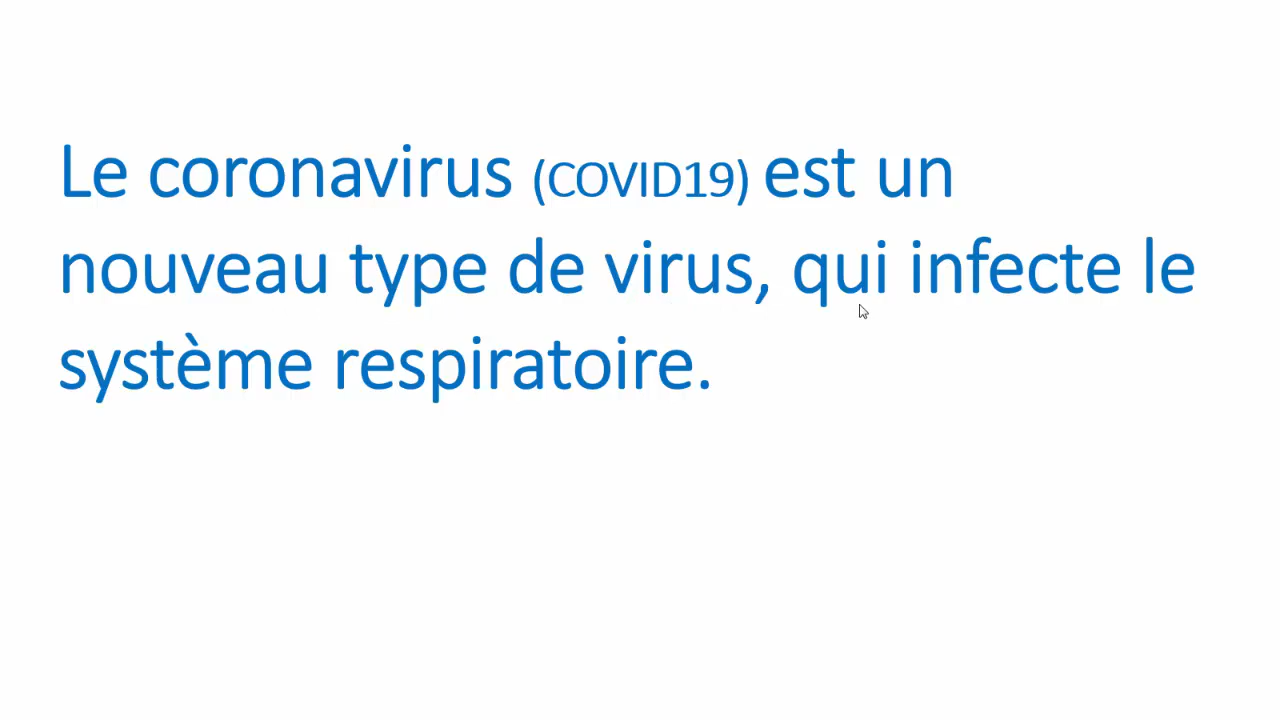 Le coronavirus (COVID19) est un
nouveau type de virus, qui infecte le
système respiratoire.